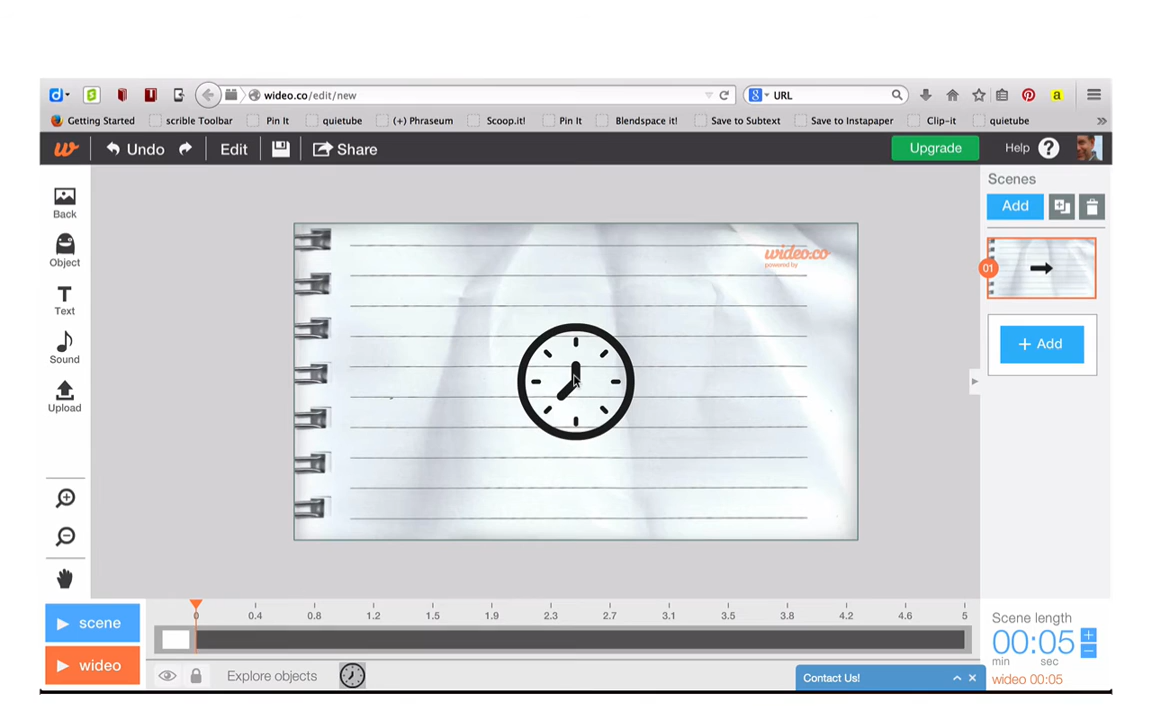 wideo.co/edit/new
URL
Getting Started scrible Toolbar Pin It quietube (+) Phraseum Scoop.it! Pin It Blendspace it! Save to Subtext Save to Instapaper Clip-it quietube
Undo Edit Share Upgrade Help ?
Scenes
Back
Add
Object
Text
01
Sound
+ Add
Upload
wideo.co
powered by
scene
0 0.4 0.8 1.2 1.5 1.9 2.3 2.7 3.1 3.5 3.8 4.2 4.6 5
Scene length
00:05
min sec
wideo
Explore objects
Contact Us!
wideo 00:05